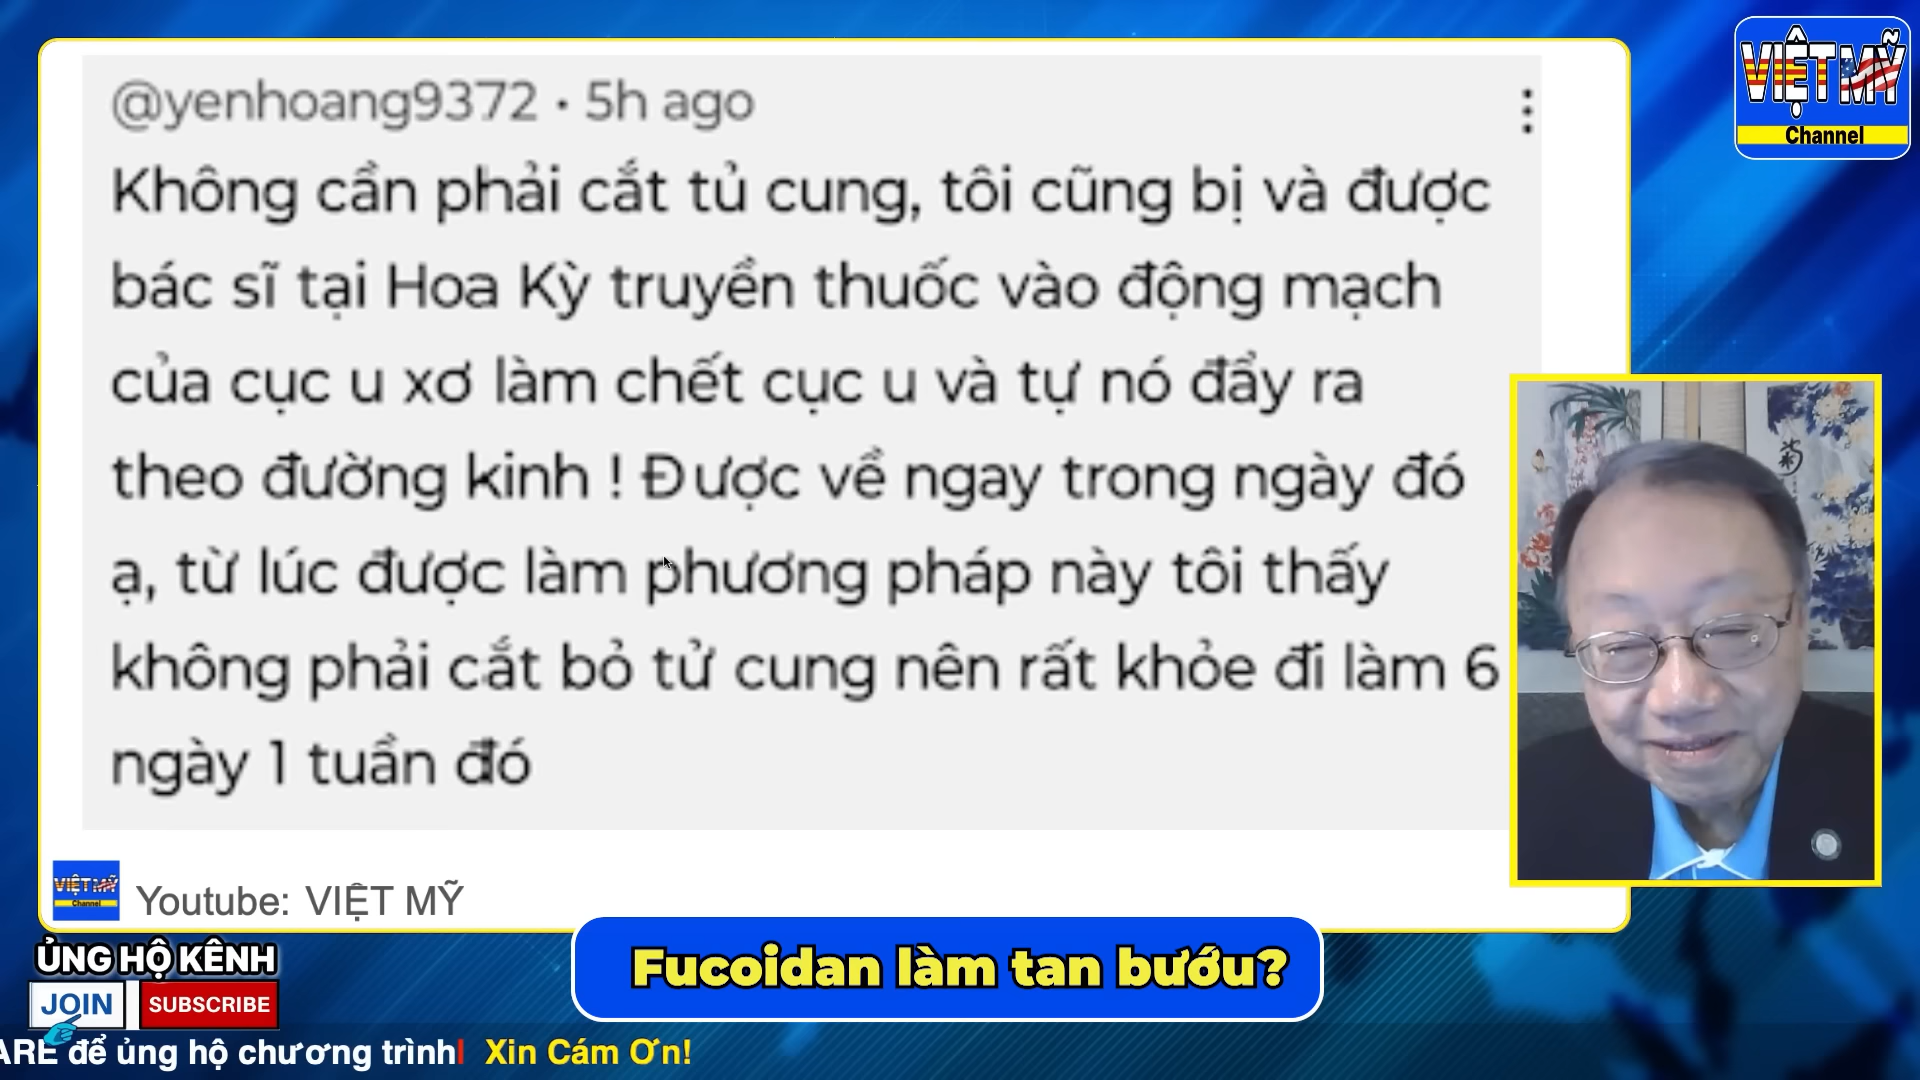 @yenhoang9372 • 5h ago
Không cần phải cắt tủ cung, tôi cũng bị và được
bác sĩ tại Hoa Kỳ truyền thuốc vào động mạch
của cục u xơ làm chết cục u và tự nó đẩy ra
theo đường kinh ! Được về ngay trong ngày đó
ạ, từ lúc được làm phương pháp này tôi thấy
không phải cắt bỏ tử cung nên rất khỏe đi làm 6
ngày 1 tuần đó
VIỆT MỸ
Channel
菊
VIỆT MỸ
Channel
Youtube: VIỆT MỸ
Fucoidan làm tan bướu?
ỦNG HỘ KÊNH
JOIN SUBSCRIBE
ARE để ủng hộ chương trình! Xin Cám Ơn!